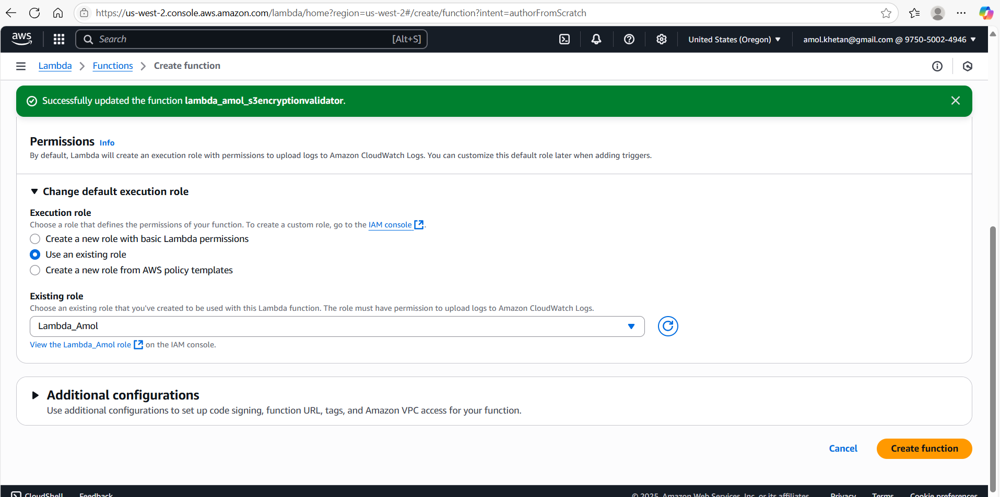 https://us-west-2.console.aws.amazon.com/lambda/home?region=us-west-2#/create/function?intent=authorFromScratch
aws
Search [Alt+S]
United States (Oregon)
amol.khetan@gmail.com @ 9750-5002-4946
Lambda > Functions > Create function
Successfully updated the function lambda_amol_s3encryptionvalidator.
Permissions Info
By default, Lambda will create an execution role with permissions to upload logs to Amazon CloudWatch Logs. You can customize this default role later when adding triggers.
Change default execution role
Execution role
Choose a role that defines the permissions of your function. To create a custom role, go to the IAM console.
Create a new role with basic Lambda permissions
Use an existing role
Create a new role from AWS policy templates
Existing role
Choose an existing role that you've created to be used with this Lambda function. The role must have permission to upload logs to Amazon CloudWatch Logs.
Lambda_Amol
View the Lambda_Amol role on the IAM console.
Additional configurations
Use additional configurations to set up code signing, function URL, tags, and Amazon VPC access for your function.
Cancel
Create function
CloudShell Feedback © 2025, Amazon Web Services, Inc. or its affiliates. Privacy Terms Cookie preferences